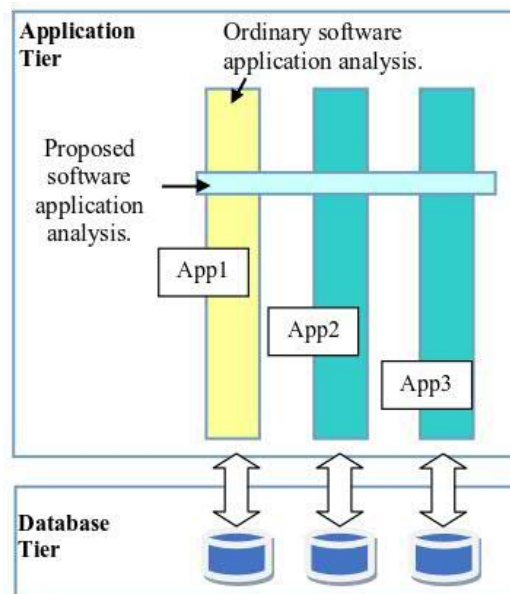 Application
Tier
Ordinary software
application analysis.
Proposed
software
application
analysis.
App1
App2
App3
Database
Tier